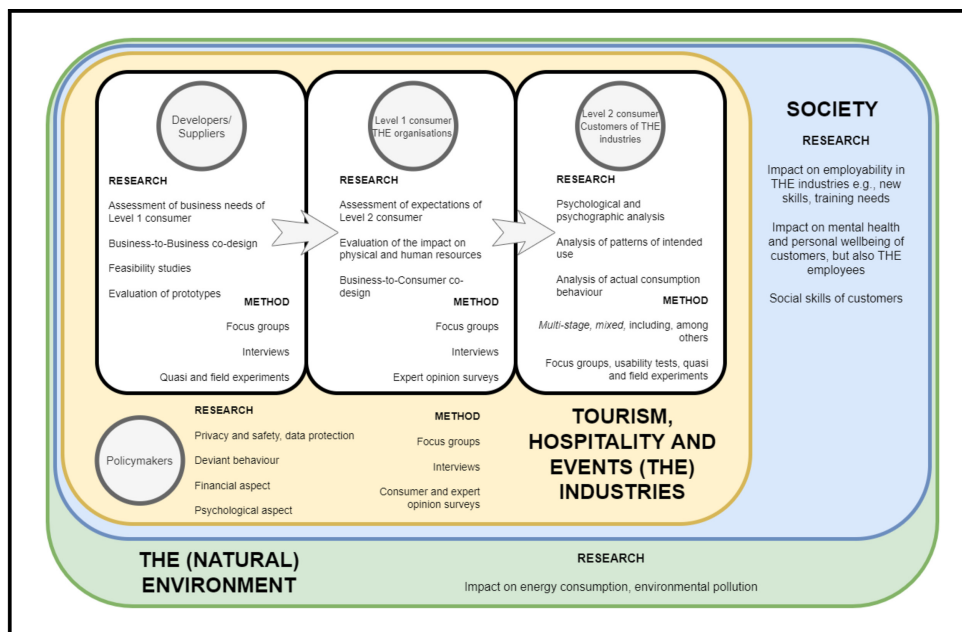 Developers/
Suppliers
RESEARCH
Assessment of business needs of
Level 1 consumer
Business-to-Business co-design
Feasibility studies
Evaluation of prototypes
METHOD
Focus groups
Interviews
Quasi and field experiments
Level 1 consumer
THE organisations
RESEARCH
Assessment of expectations of
Level 2 consumer
Evaluation of the impact on
physical and human resources
Business-to-Consumer co-
design
METHOD
Focus groups
Interviews
Expert opinion surveys
Level 2 consumer
Customers of THE
industries
RESEARCH
Psychological and
psychographic analysis
Analysis of patterns of intended
use
Analysis of actual consumption
behaviour
METHOD
Multi-stage, mixed, including, among
others
Focus groups, usability tests, quasi
and field experiments
Policymakers
RESEARCH
Privacy and safety, data protection
Deviant behaviour
Financial aspect
Psychological aspect
METHOD
Focus groups
Interviews
Consumer and expert
opinion surveys
TOURISM,
HOSPITALITY AND
EVENTS (THE)
INDUSTRIES
SOCIETY
RESEARCH
Impact on employability in
THE industries e.g., new
skills, training needs
Impact on mental health
and personal wellbeing of
customers, but also THE
employees
Social skills of customers
THE (NATURAL)
ENVIRONMENT
RESEARCH
Impact on energy consumption, environmental pollution